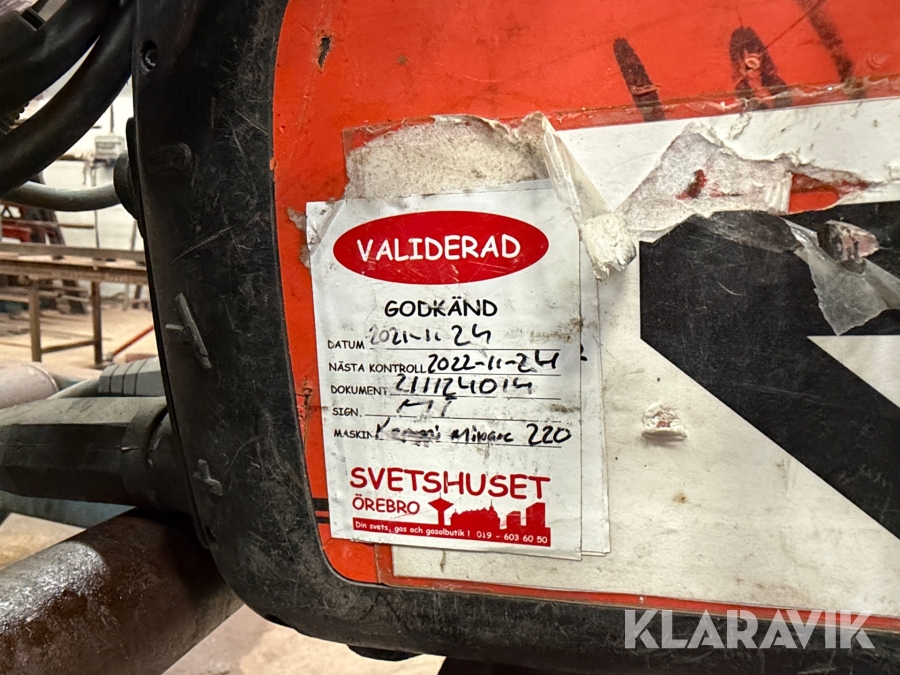 VALIDERAD
GODKÄND
DATUM 2021-11-24
NÄSTA KONTROLL 2022-11-24
DOKUMENT 211124014
SIGN.
MASKIN Kemppi Minarc 220
SVETSHUSET
ÖREBRO
Din svets, gas och gasolbutik! 019 - 603 60 50
KLARAVIK